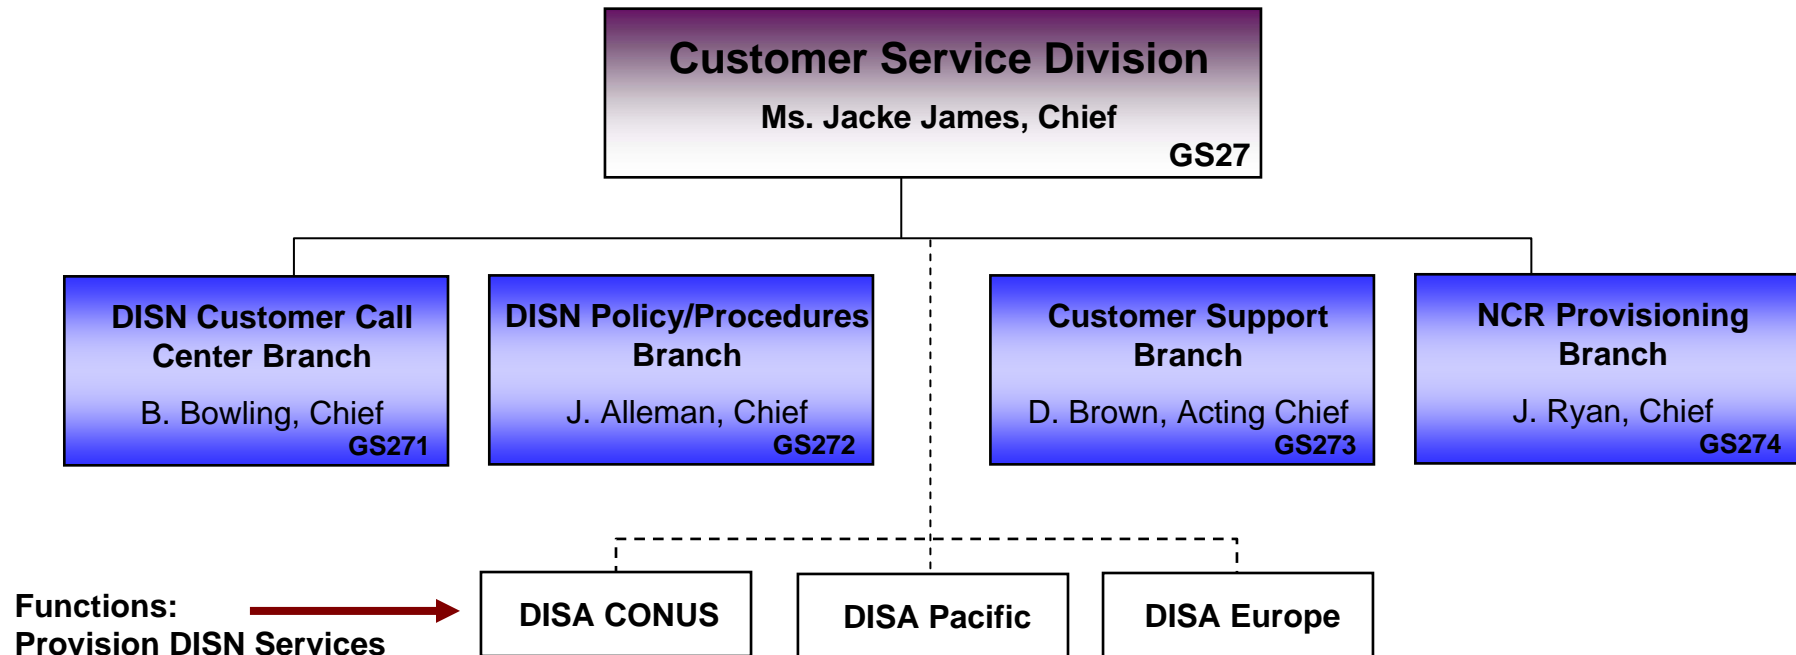 Customer Service Division
Ms. Jacke James, Chief
GS27
DISN Customer Call
Center Branch
B. Bowling, Chief
GS271
DISN Policy/Procedures
Branch
J. Alleman, Chief
GS272
Customer Support
Branch
D. Brown, Acting Chief
GS273
NCR Provisioning
Branch
J. Ryan, Chief
GS274
Functions:
Provision DISN Services
DISA CONUS
DISA Pacific
DISA Europe